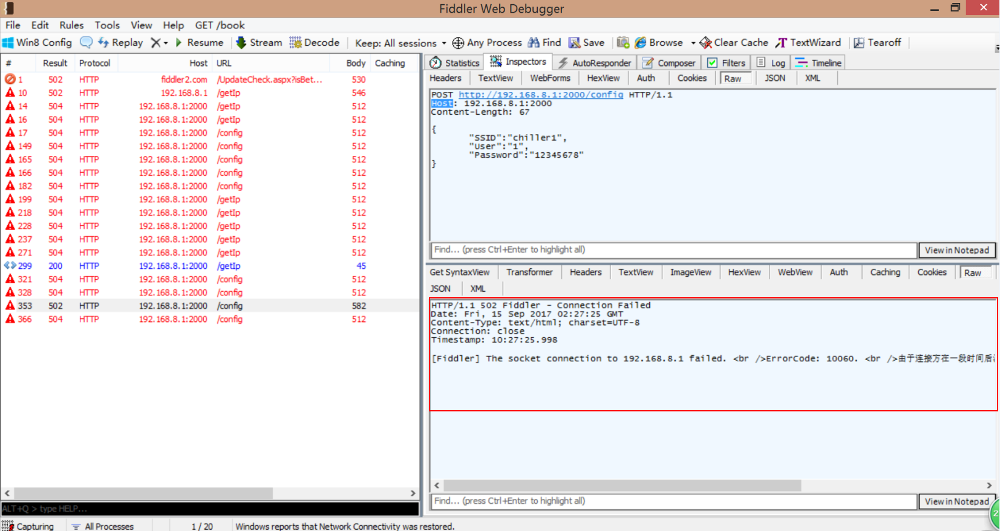 Fiddler Web Debugger
File Edit Rules Tools View Help GET /book
Win8 Config Replay Resume Stream Decode Keep: All sessions Any Process Find Save Browse Clear Cache TextWizard Tearoff
# Result Protocol Host URL Body Caching
1 502 HTTP fiddler2.com /UpdateCheck.aspx?isBet... 530
10 502 HTTP 192.168.8.1 /getIp 546
14 504 HTTP 192.168.8.1:2000 /getIp 512
16 504 HTTP 192.168.8.1:2000 /getIp 512
17 504 HTTP 192.168.8.1:2000 /config 512
149 504 HTTP 192.168.8.1:2000 /config 512
165 504 HTTP 192.168.8.1:2000 /config 512
166 504 HTTP 192.168.8.1:2000 /config 512
182 504 HTTP 192.168.8.1:2000 /config 512
199 504 HTTP 192.168.8.1:2000 /getIp 512
218 504 HTTP 192.168.8.1:2000 /getIp 512
228 504 HTTP 192.168.8.1:2000 /getIp 512
237 504 HTTP 192.168.8.1:2000 /getIp 512
271 504 HTTP 192.168.8.1:2000 /getIp 512
299 200 HTTP 192.168.8.1:2000 /getIp 45
321 504 HTTP 192.168.8.1:2000 /config 512
328 504 HTTP 192.168.8.1:2000 /config 512
353 502 HTTP 192.168.8.1:2000 /config 582
366 504 HTTP 192.168.8.1:2000 /config 512
ALT+Q > type HELP...
Capturing All Processes 1 / 20 Windows reports that Network Connectivity was restored.
Statistics Inspectors AutoResponder Composer Filters Log Timeline
Headers TextView WebForms HexView Auth Cookies Raw JSON XML
POST http://192.168.8.1:2000/config HTTP/1.1
Host: 192.168.8.1:2000
Content-Length: 67
{
"SSID":"chiller1",
"User":"1",
"Password":"12345678"
}
Find... (press Ctrl+Enter to highlight all) View in Notepad
Get SyntaxView Transformer Headers TextView ImageView HexView WebView Auth Caching Cookies Raw
JSON XML
HTTP/1.1 502 Fiddler - Connection Failed
Date: Fri, 15 Sep 2017 02:27:25 GMT
Content-Type: text/html; charset=UTF-8
Connection: close
Timestamp: 10:27:25.998
[Fiddler] The socket connection to 192.168.8.1 failed. <br />ErrorCode: 10060. <br />由于连接方在一段时间后
Find... (press Ctrl+Enter to highlight all) View in Notepad